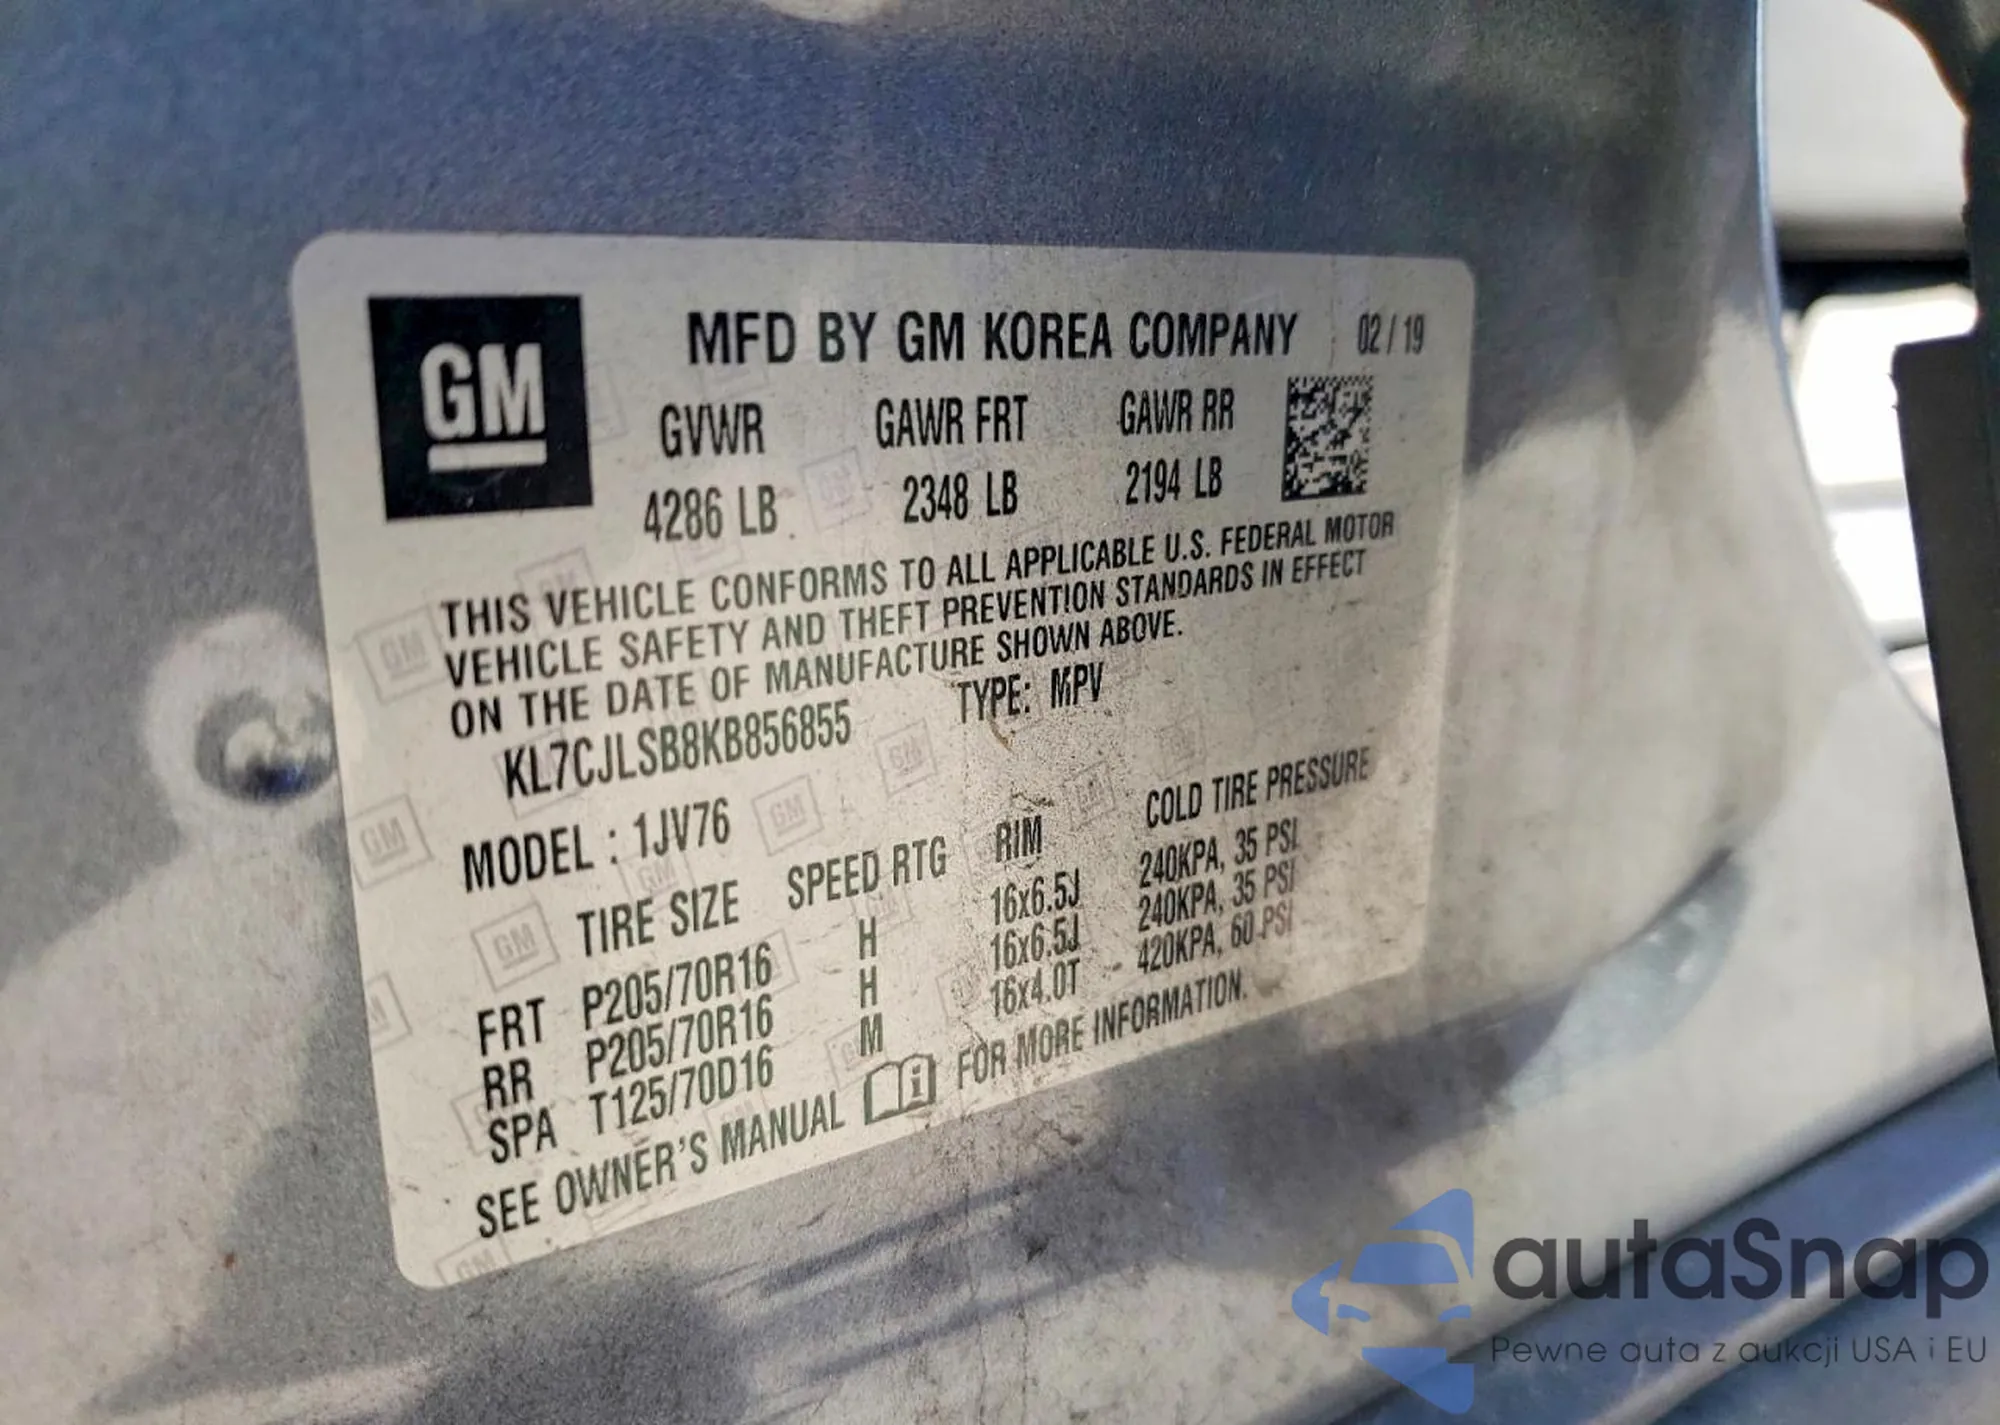 GM
MFD BY GM KOREA COMPANY 02/19
GVWR GAWR FRT GAWR RR
4286 LB 2348 LB 2194 LB
THIS VEHICLE CONFORMS TO ALL APPLICABLE U.S. FEDERAL MOTOR
VEHICLE SAFETY AND THEFT PREVENTION STANDARDS IN EFFECT
ON THE DATE OF MANUFACTURE SHOWN ABOVE.
KL7CJLSB8KB856855 TYPE: MPV
MODEL : 1JV76
TIRE SIZE SPEED RTG RIM COLD TIRE PRESSURE
FRT P205/70R16 H 16x6.5J 240KPA, 35 PSI
RR P205/70R16 H 16x6.5J 240KPA, 35 PSI
SPA T125/70D16 M 16x4.0T 420KPA, 60 PSI
SEE OWNER'S MANUAL FOR MORE INFORMATION.
autaSnap
Pewne auta z aukcji USA i EU